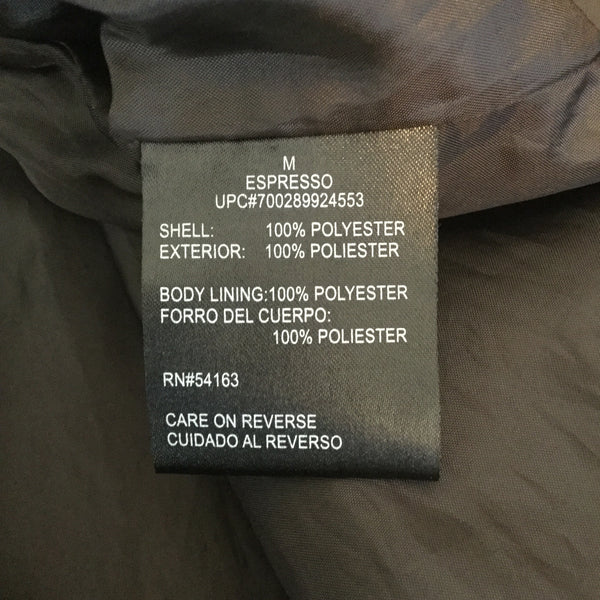 M
ESPRESSO
UPC#700289924553
SHELL: 100% POLYESTER
EXTERIOR: 100% POLIESTER
BODY LINING:100% POLYESTER
FORRO DEL CUERPO:
100% POLIESTER
RN#54163
CARE ON REVERSE
CUIDADO AL REVERSO